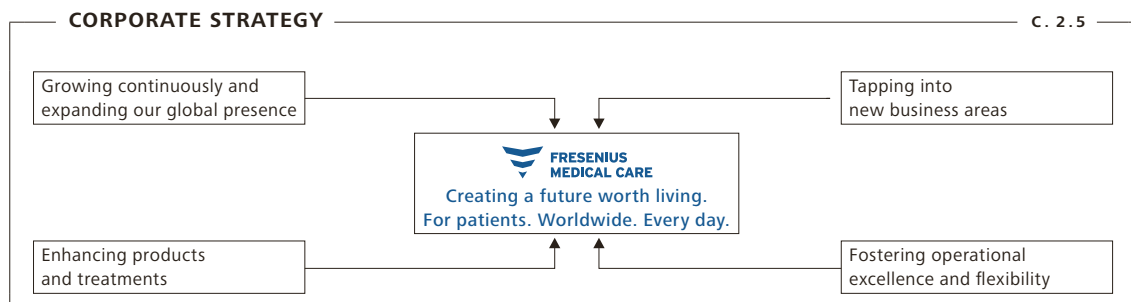 CORPORATE STRATEGY
C. 2.5
Growing continuously and
expanding our global presence
Tapping into
new business areas
FRESENIUS
MEDICAL CARE
Creating a future worth living.
For patients. Worldwide. Every day.
Enhancing products
and treatments
Fostering operational
excellence and flexibility